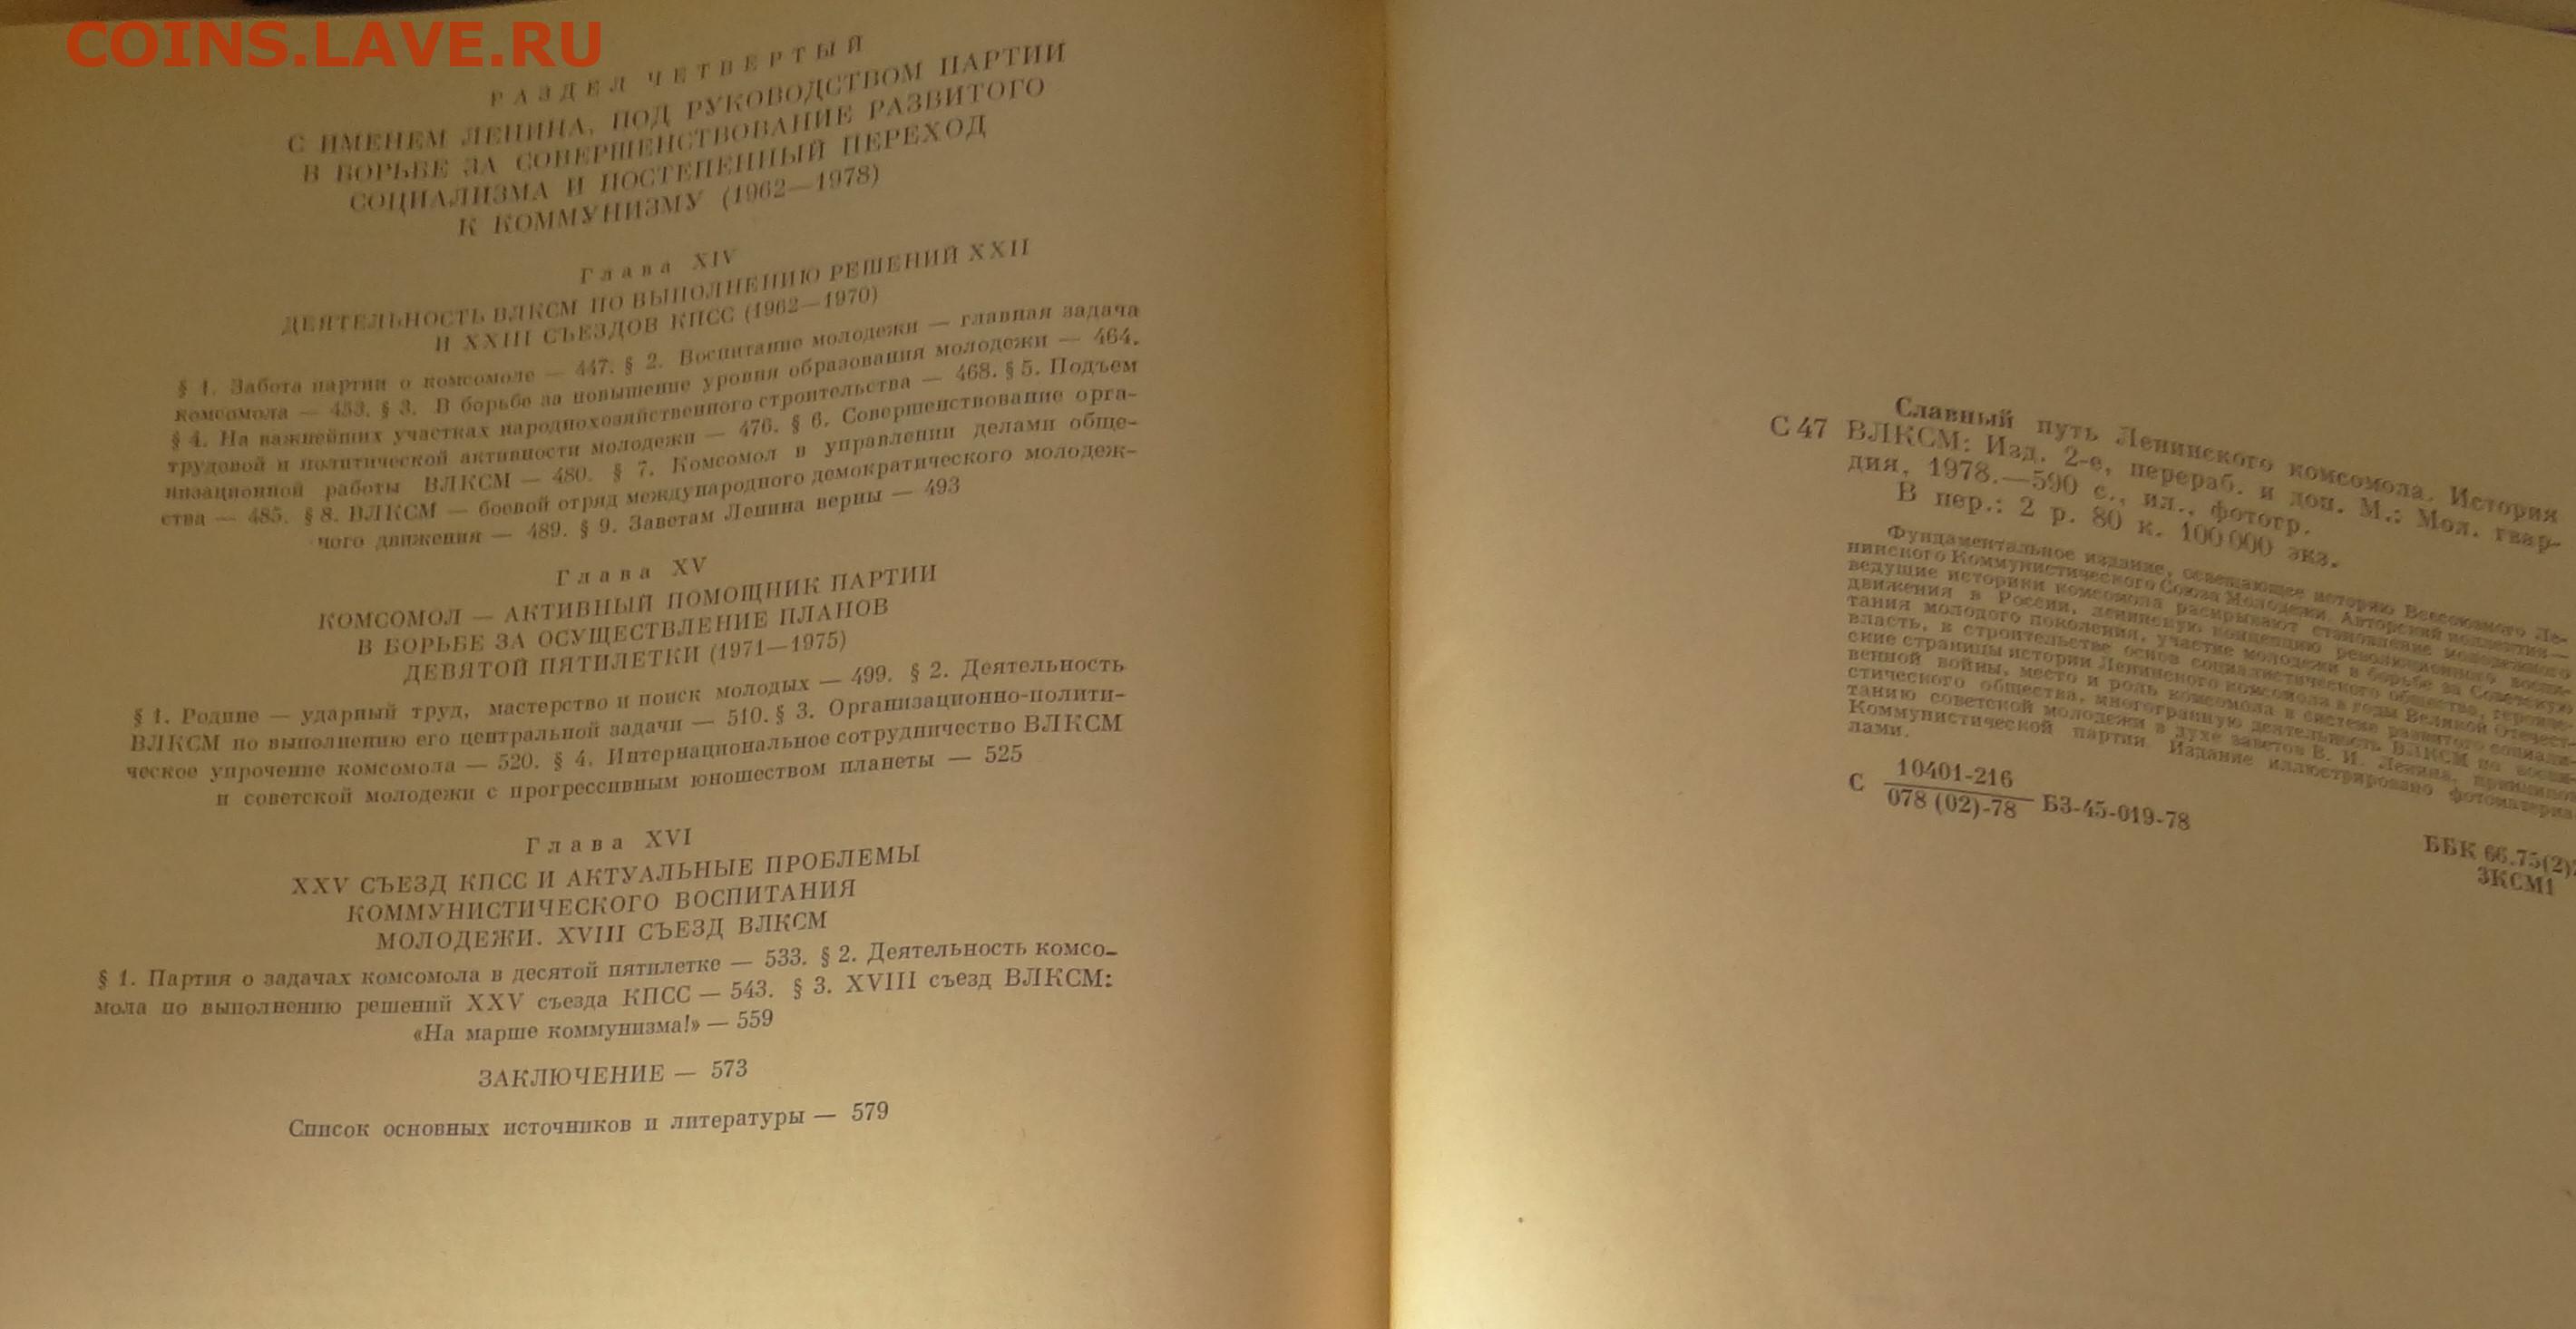 COINS.LAVE.RU
РАЗДЕЛ ЧЕТВЕРТЫЙ
С ИМЕНЕМ ЛЕНИНА, ПОД РУКОВОДСТВОМ ПАРТИИ
В БОРЬБЕ ЗА СОВЕРШЕНСТВОВАНИЕ РАЗВИТОГО
СОЦИАЛИЗМА И ПОСТЕПЕННЫЙ ПЕРЕХОД
К КОММУНИЗМУ (1962—1978)
Глава XIV
ДЕЯТЕЛЬНОСТЬ ВЛКСМ ПО ВЫПОЛНЕНИЮ РЕШЕНИЙ XXII
И XXIII СЪЕЗДОВ КПСС (1962—1970)
§ 1. Забота партии о комсомоле — 447. § 2. Воспитание молодежи — главная задача
комсомола — 453. § 3. В борьбе за повышение уровня образования молодежи — 464.
§ 4. На важнейших участках народнохозяйственного строительства — 468. § 5. Подъем
трудовой и политической активности молодежи — 476. § 6. Совершенствование орга-
низационной работы ВЛКСМ — 480. § 7. Комсомол в управлении делами обще-
ства — 485. § 8. ВЛКСМ — боевой отряд международного демократического молодеж-
ного движения — 489. § 9. Заветам Ленина верны — 493
Глава XV
КОМСОМОЛ — АКТИВНЫЙ ПОМОЩНИК ПАРТИИ
В БОРЬБЕ ЗА ОСУЩЕСТВЛЕНИЕ ПЛАНОВ
ДЕВЯТОЙ ПЯТИЛЕТКИ (1971—1975)
§ 1. Родине — ударный труд, мастерство и поиск молодых — 499. § 2. Деятельность
ВЛКСМ по выполнению его центральной задачи — 510. § 3. Организационно-полити-
ческое упрочение комсомола — 520. § 4. Интернациональное сотрудничество ВЛКСМ
и советской молодежи с прогрессивным юношеством планеты — 525
Глава XVI
XXV СЪЕЗД КПСС И АКТУАЛЬНЫЕ ПРОБЛЕМЫ
КОММУНИСТИЧЕСКОГО ВОСПИТАНИЯ
МОЛОДЕЖИ. XVIII СЪЕЗД ВЛКСМ
§ 1. Партия о задачах комсомола в десятой пятилетке — 533. § 2. Деятельность комсо-
мола по выполнению решений XXV съезда КПСС — 543. § 3. XVIII съезд ВЛКСМ:
«На марше коммунизма!» — 559
ЗАКЛЮЧЕНИЕ — 573
Список основных источников и литературы — 579
Славный путь Ленинского комсомола. История
С 47 ВЛКСМ: Изд. 2-е, перераб. и доп. М.: Мол. гвар-
дия, 1978.—590 с., ил., фотогр.
В пер.: 2 р. 80 к. 100 000 экз.
Фундаментальное издание, освещающее историю Всесоюзного Ле-
нинского Коммунистического Союза Молодежи. Авторский коллектив —
ведущие историки комсомола раскрывают становление молодежного
движения в России, ленинскую концепцию революционного воспи-
тания молодого поколения, участие молодежи в борьбе за Советскую
власть, в строительстве основ социалистического общества, героиче-
ские страницы истории Ленинского комсомола в годы Великой Отечест-
венной войны, место и роль комсомола в системе развитого социали-
стического общества, многогранную деятельность ВЛКСМ по воспи-
танию советской молодежи в духе заветов В. И. Ленина, принципов
Коммунистической партии. Издание иллюстрировано фотоматериа-
лами.
С 10401-216
078 (02)-78 БЗ-45-019-78
ББК 66.75(2)
3КСМ1